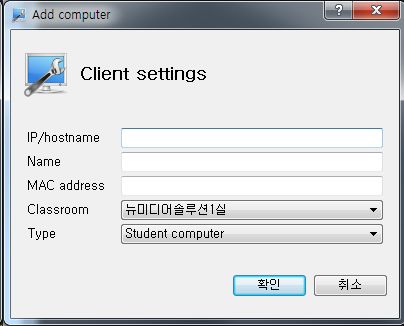 Add computer
Client settings
IP/hostname
Name
MAC address
Classroom 뉴미디어솔루션1실
Type Student computer
확인 취소